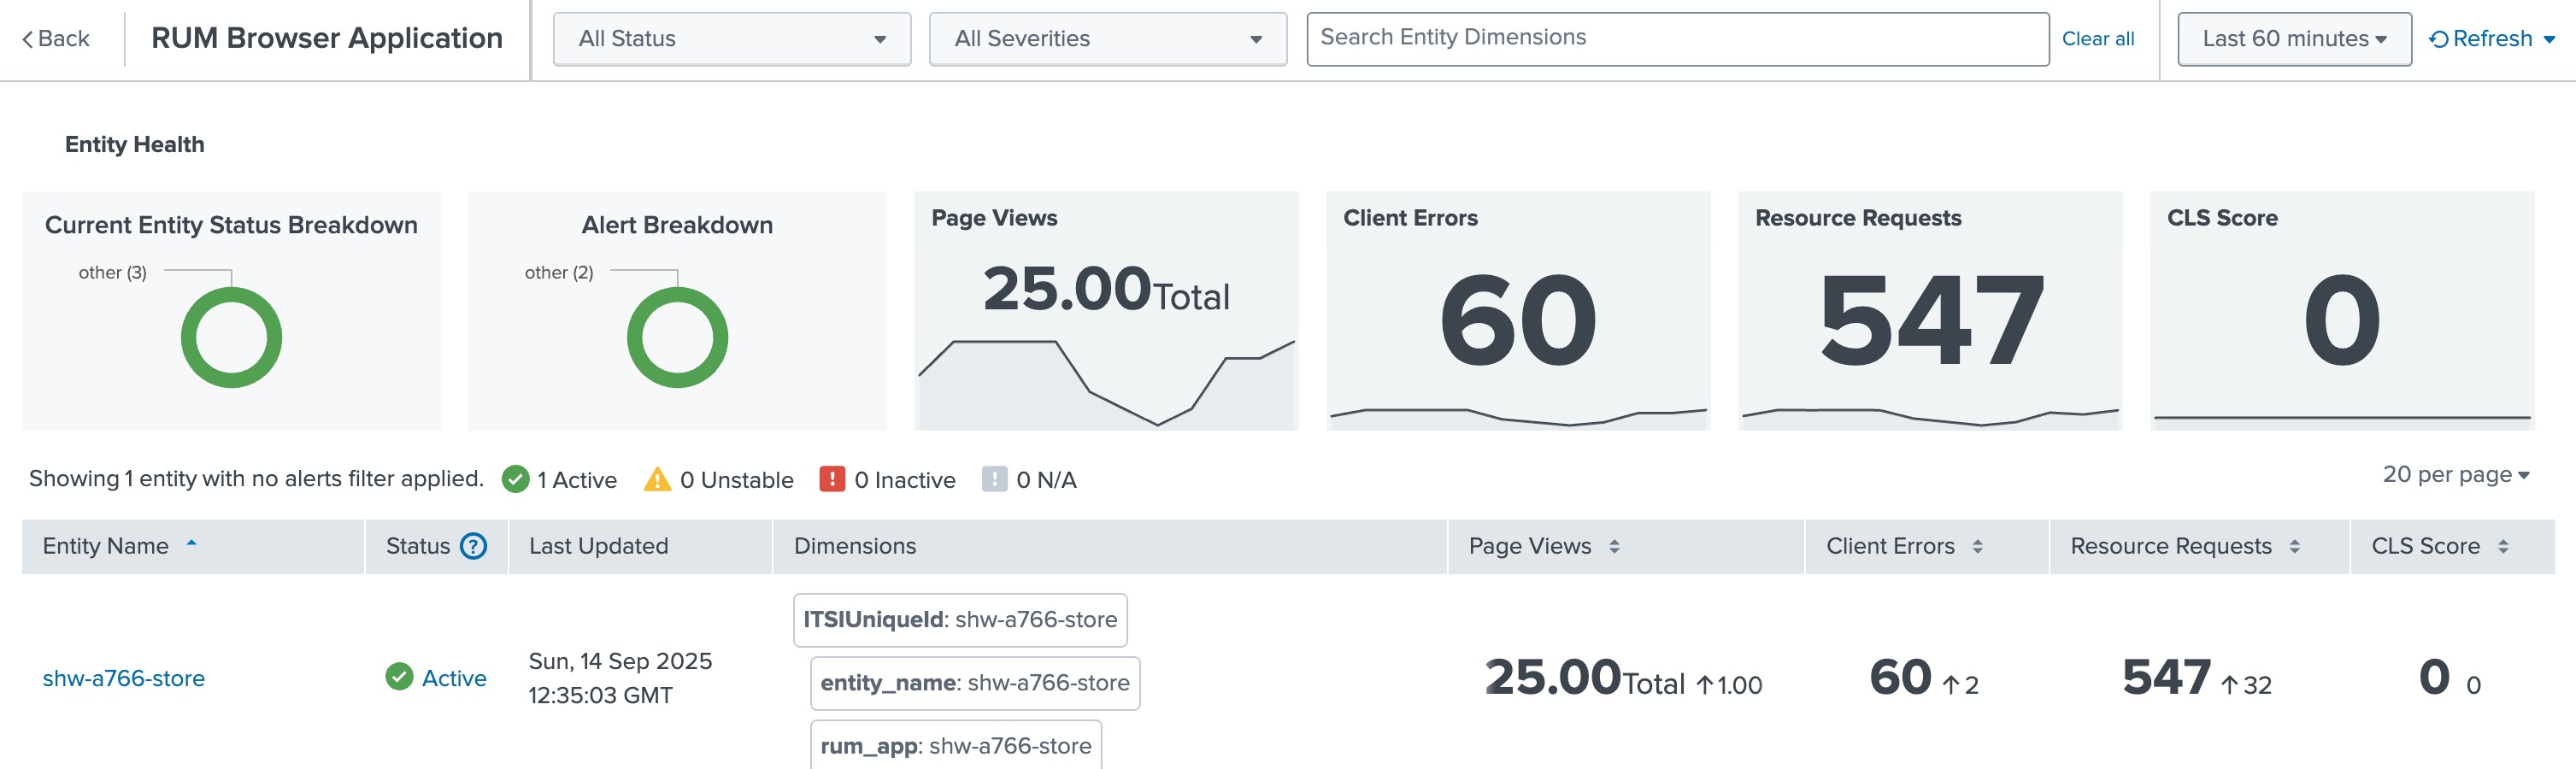 Back
RUM Browser Application
All Status
All Severities
Search Entity Dimensions
Clear all
Last 60 minutes
Refresh
Entity Health
Current Entity Status Breakdown
other (3)
Alert Breakdown
other (2)
Page Views
25.00Total
Client Errors
60
Resource Requests
547
CLS Score
0
Showing 1 entity with no alerts filter applied.
1 Active
0 Unstable
0 Inactive
0 N/A
20 per page
Entity Name
Status
Last Updated
Dimensions
Page Views
Client Errors
Resource Requests
CLS Score
shw-a766-store
Active
Sun, 14 Sep 2025
12:35:03 GMT
ITSIUniqueId: shw-a766-store
entity_name: shw-a766-store
rum_app: shw-a766-store
25.00Total ↑1.00
60 ↑2
547 ↑32
0 0